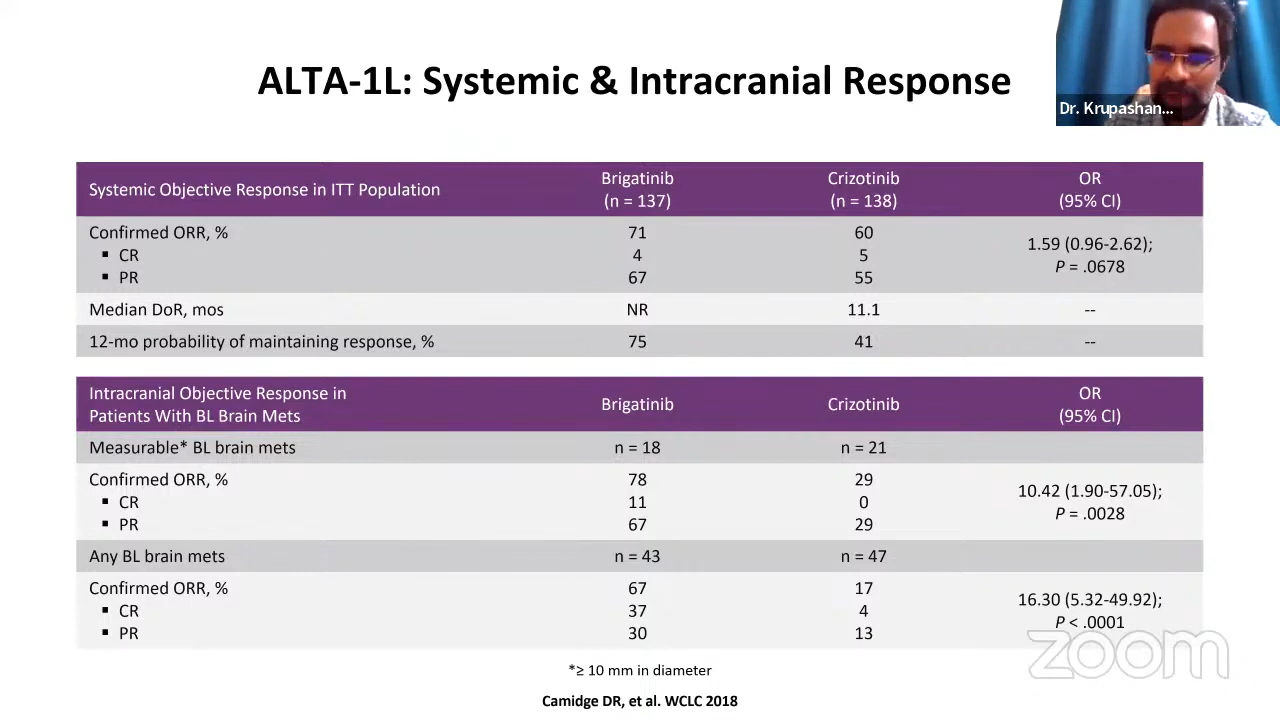 ALTA-1L: Systemic & Intracranial Response
Dr. Krupashan...
Systemic Objective Response in ITT Population Brigatinib (n = 137) Crizotinib (n = 138) OR (95% CI)
Confirmed ORR, % 71 60 1.59 (0.96-2.62);
▪ CR 4 5 P = .0678
▪ PR 67 55
Median DoR, mos NR 11.1 --
12-mo probability of maintaining response, % 75 41 --
Intracranial Objective Response in Patients With BL Brain Mets Brigatinib Crizotinib OR (95% CI)
Measurable* BL brain mets n = 18 n = 21
Confirmed ORR, % 78 29 10.42 (1.90-57.05);
▪ CR 11 0 P = .0028
▪ PR 67 29
Any BL brain mets n = 43 n = 47
Confirmed ORR, % 67 17 16.30 (5.32-49.92);
▪ CR 37 4 P < .0001
▪ PR 30 13
zoom
*≥ 10 mm in diameter
Camidge DR, et al. WCLC 2018